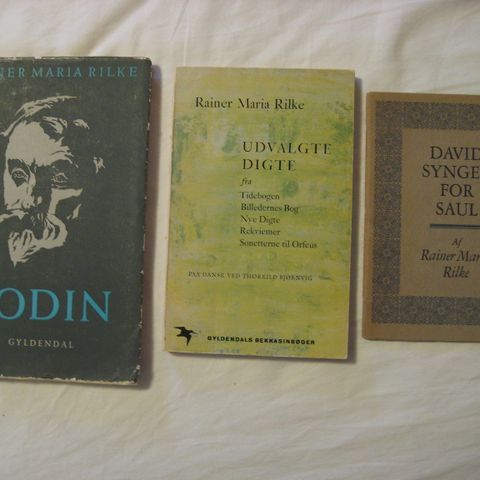 NER MARIA RILKE
ODIN
GYLDENDAL
Rainer Maria Rilke
UDVALGTE
DIGTE
fra
Tidebogen
Billedernes Bog
Nye Digte
Rekviemer
Sonetterne til Orfeus
PAA DANSK VED THORKILD BJØRNVIG
GYLDENDALS BEKKASINBØGER
DAVID
SYNGE
FOR
SAUL
Af
Rainer Mar
Rilke